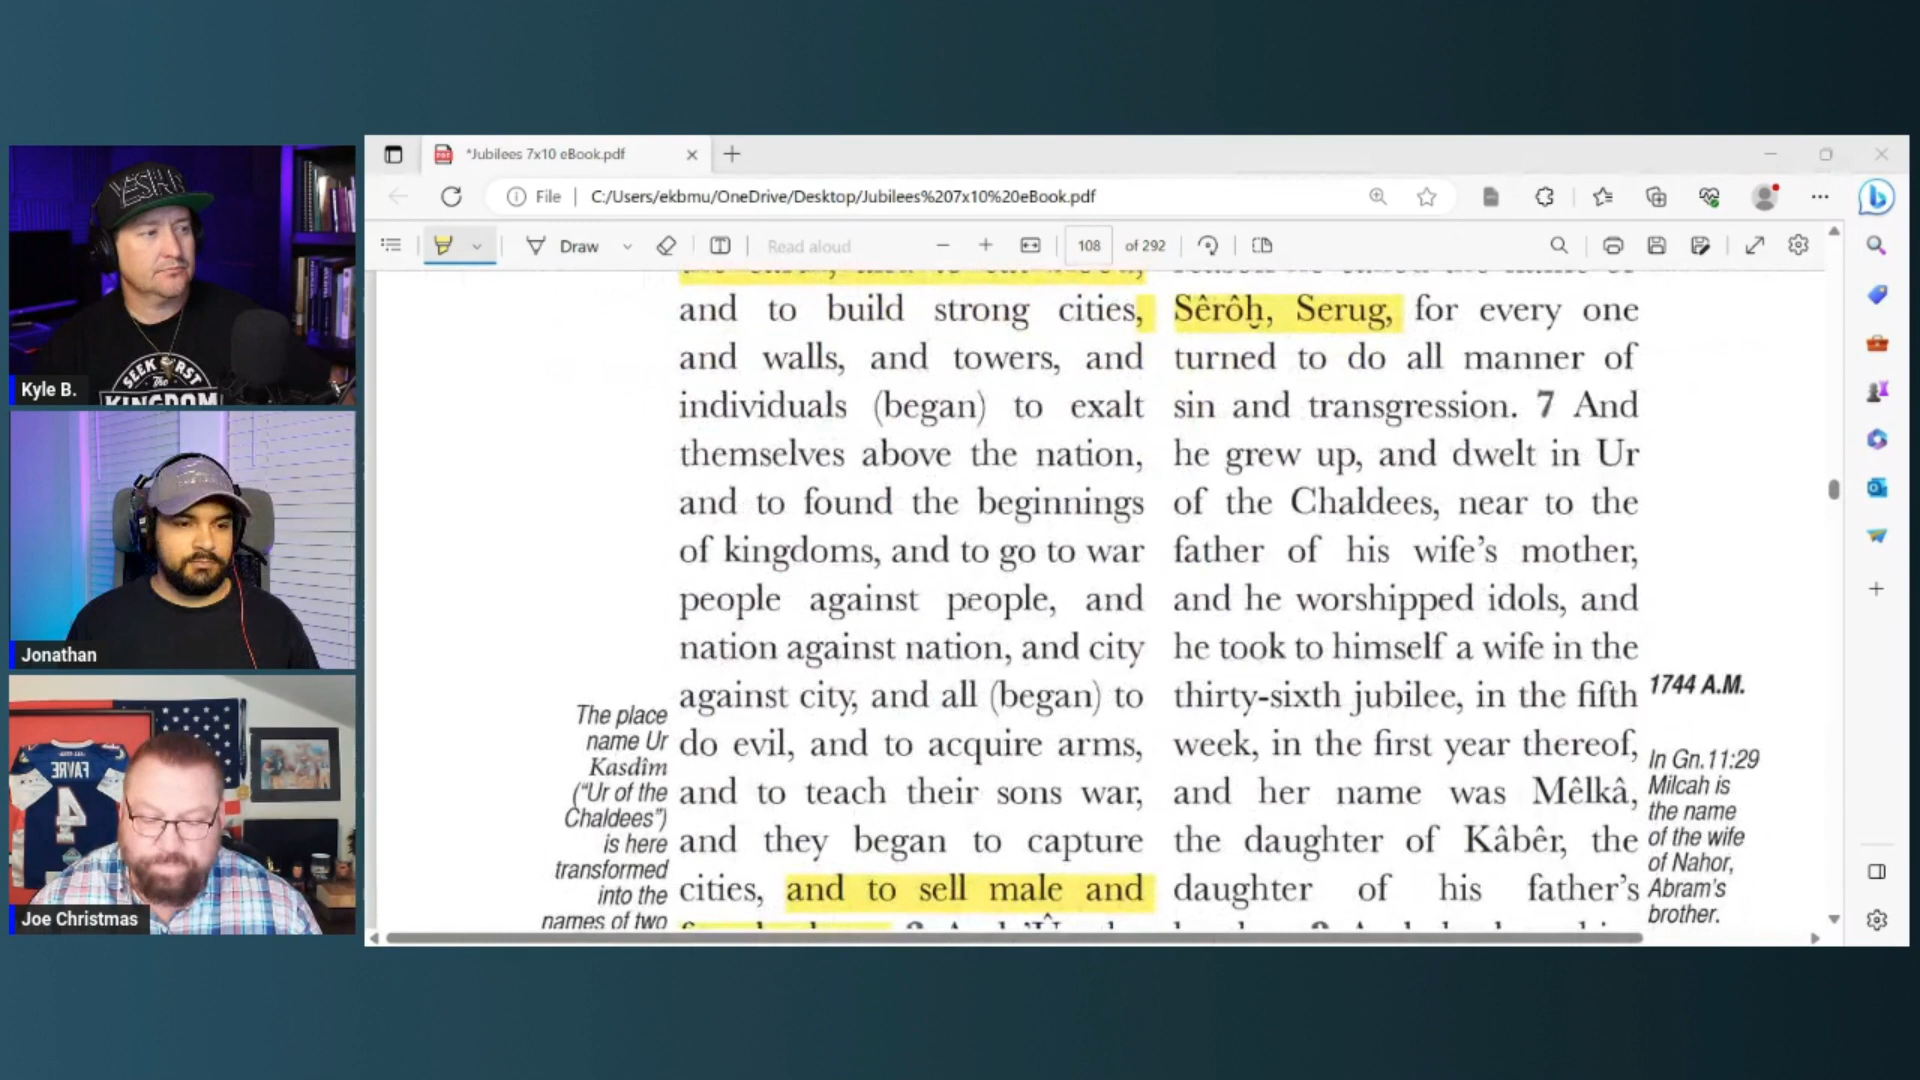 *Jubilees 7x10 eBook.pdf
File
C:/Users/ekbmu/OneDrive/Desktop/Jubilees%207x10%20eBook.pdf
Draw
Read aloud
108
of 292
and to build strong cities,
and walls, and towers, and
individuals (began) to exalt
themselves above the nation,
and to found the beginnings
of kingdoms, and to go to war
people against people, and
nation against nation, and city
against city, and all (began) to
do evil, and to acquire arms,
and to teach their sons war,
and they began to capture
cities, and to sell male and
The place
name Ur
Kasdîm
("Ur of the
Chaldees")
is here
transformed
into the
names of two
Sêrôḫ, Serug, for every one
turned to do all manner of
sin and transgression. 7 And
he grew up, and dwelt in Ur
of the Chaldees, near to the
father of his wife's mother,
and he worshipped idols, and
he took to himself a wife in the
thirty-sixth jubilee, in the fifth
week, in the first year thereof,
and her name was Mêlkâ,
the daughter of Kâbêr, the
daughter of his father's
1744 A.M.
In Gn.11:29
Milcah is
the name
of the wife
of Nahor,
Abram's
brother.
SEEK
The
KINGDOM
Kyle B.
Jonathan
FAVRE
4
Joe Christmas